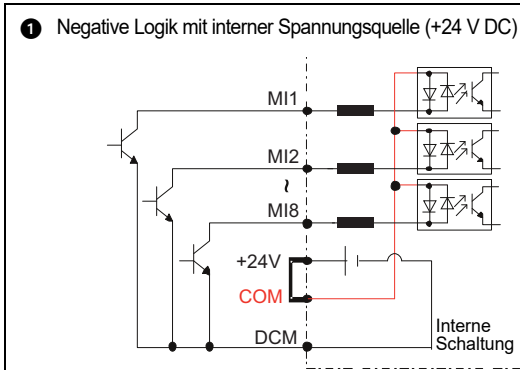 ❶ Negative Logik mit interner Spannungsquelle (+24 V DC)
MI1
MI2
~
MI8
+24V
COM
DCM
Interne
Schaltung